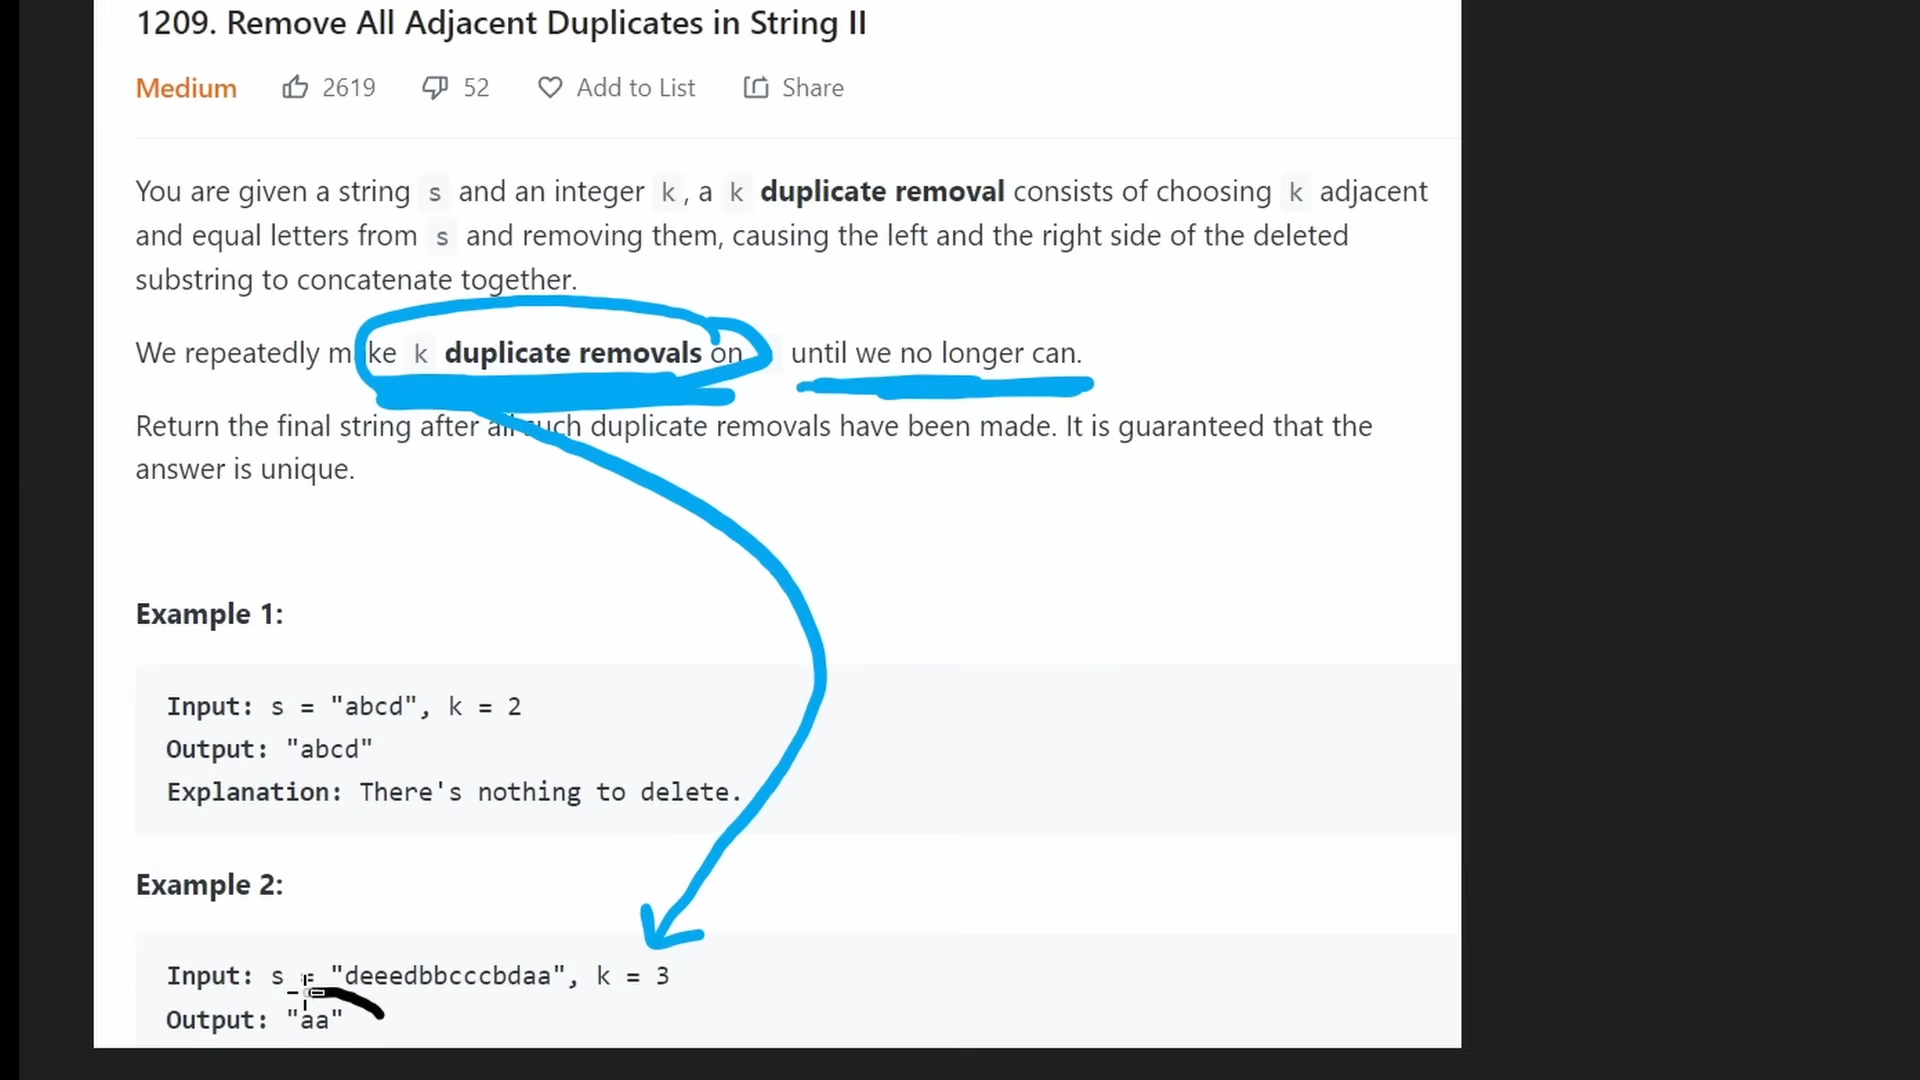 1209. Remove All Adjacent Duplicates in String II
Medium 2619 52 Add to List Share
You are given a string s and an integer k, a k duplicate removal consists of choosing k adjacent
and equal letters from s and removing them, causing the left and the right side of the deleted
substring to concatenate together.
We repeatedly make k duplicate removals on until we no longer can.
Return the final string after all such duplicate removals have been made. It is guaranteed that the
answer is unique.
Example 1:
Input: s = "abcd", k = 2
Output: "abcd"
Explanation: There's nothing to delete.
Example 2:
Input: s = "deeedbbcccbdaa", k = 3
Output: "aa"